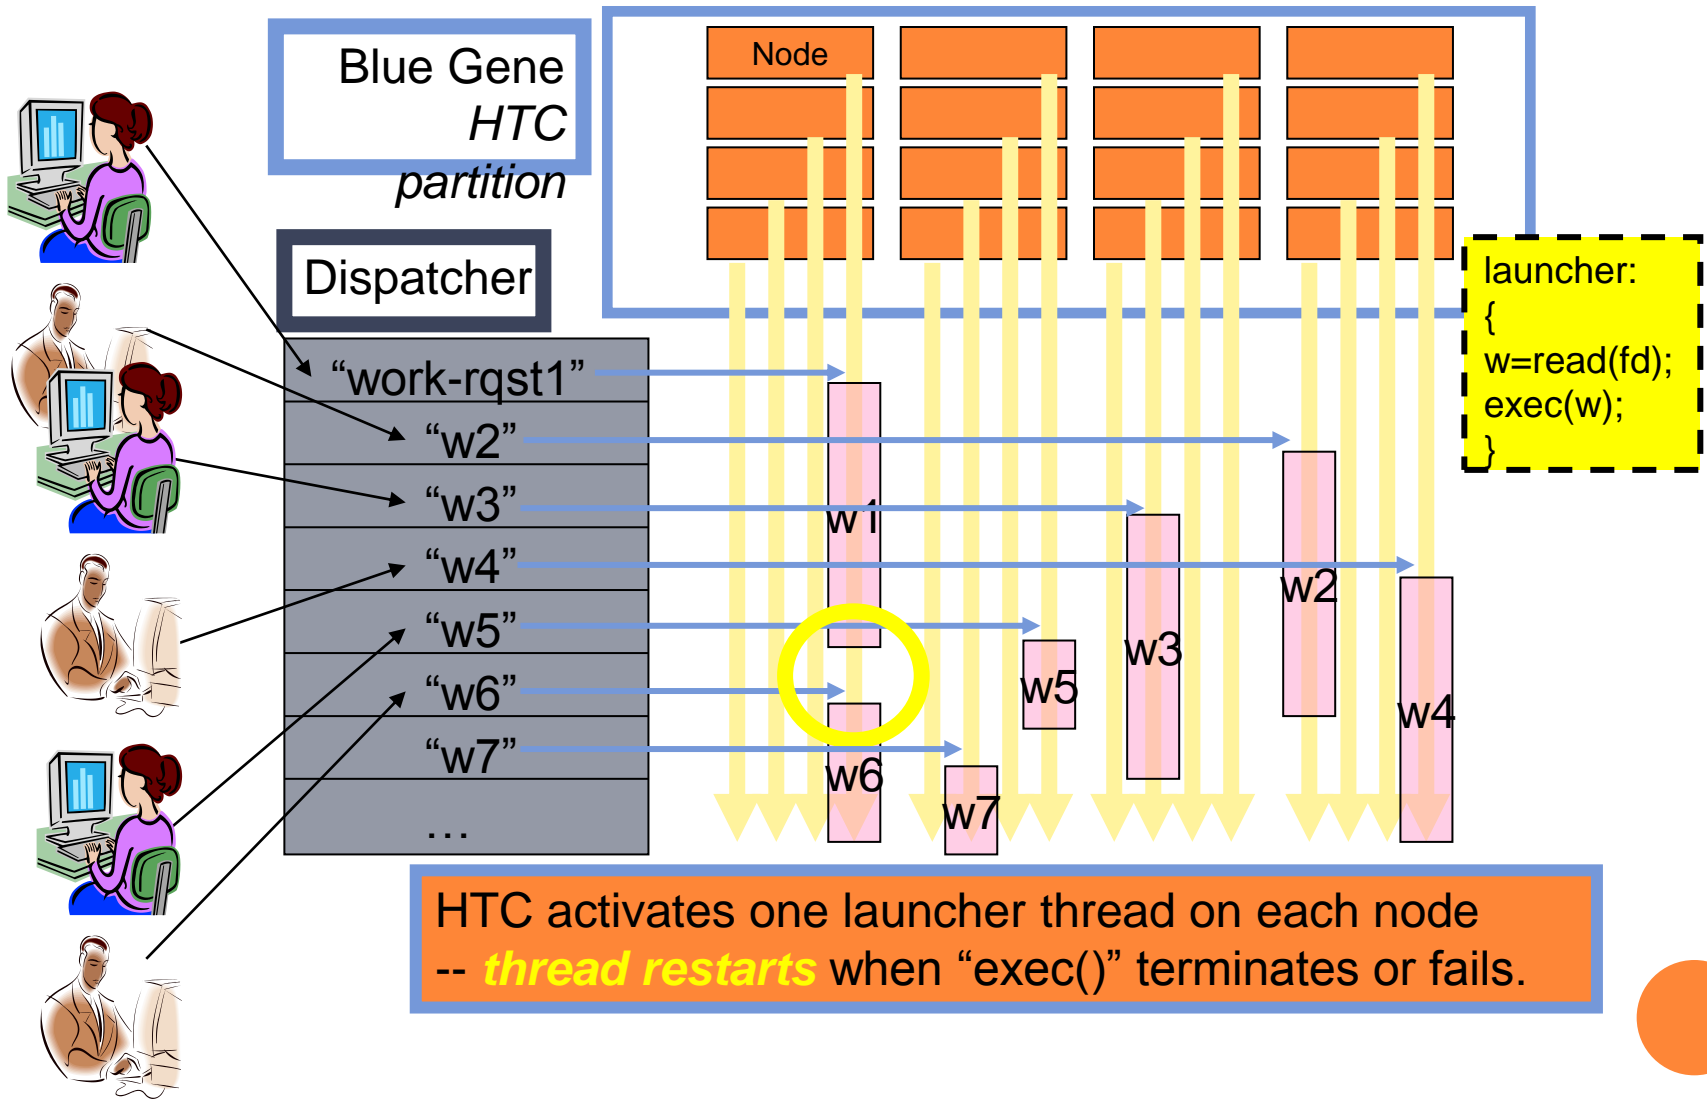 Blue Gene
HTC
partition
Node
Dispatcher
launcher:
{
w=read(fd);
exec(w);
}
“work-rqst1”
“w2”
“w3”
“w4”
“w5”
“w6”
“w7”
…
w1
w2
w3
w5
w4
w6
w7
HTC activates one launcher thread on each node
-- thread restarts when “exec()” terminates or fails.